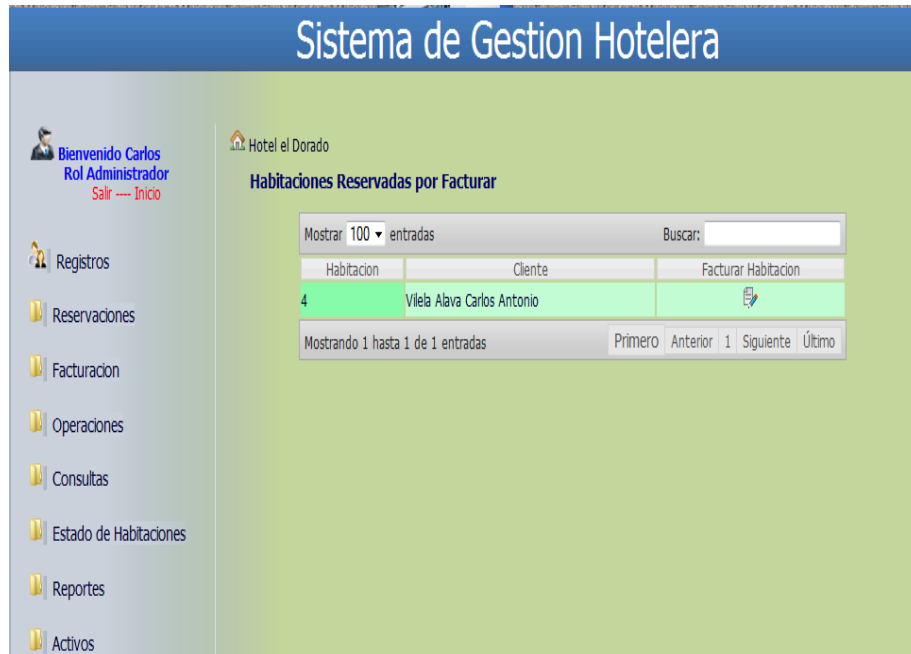 Sistema de Gestion Hotelera
Bienvenido Carlos
Rol Administrador
Salir ---- Inicio
Registros
Reservaciones
Facturacion
Operaciones
Consultas
Estado de Habitaciones
Reportes
Activos
Hotel el Dorado
Habitaciones Reservadas por Facturar
Mostrar 100 entradas Buscar:
Habitacion Cliente Facturar Habitacion
4 Vilela Alava Carlos Antonio
Mostrando 1 hasta 1 de 1 entradas Primero Anterior 1 Siguiente Último